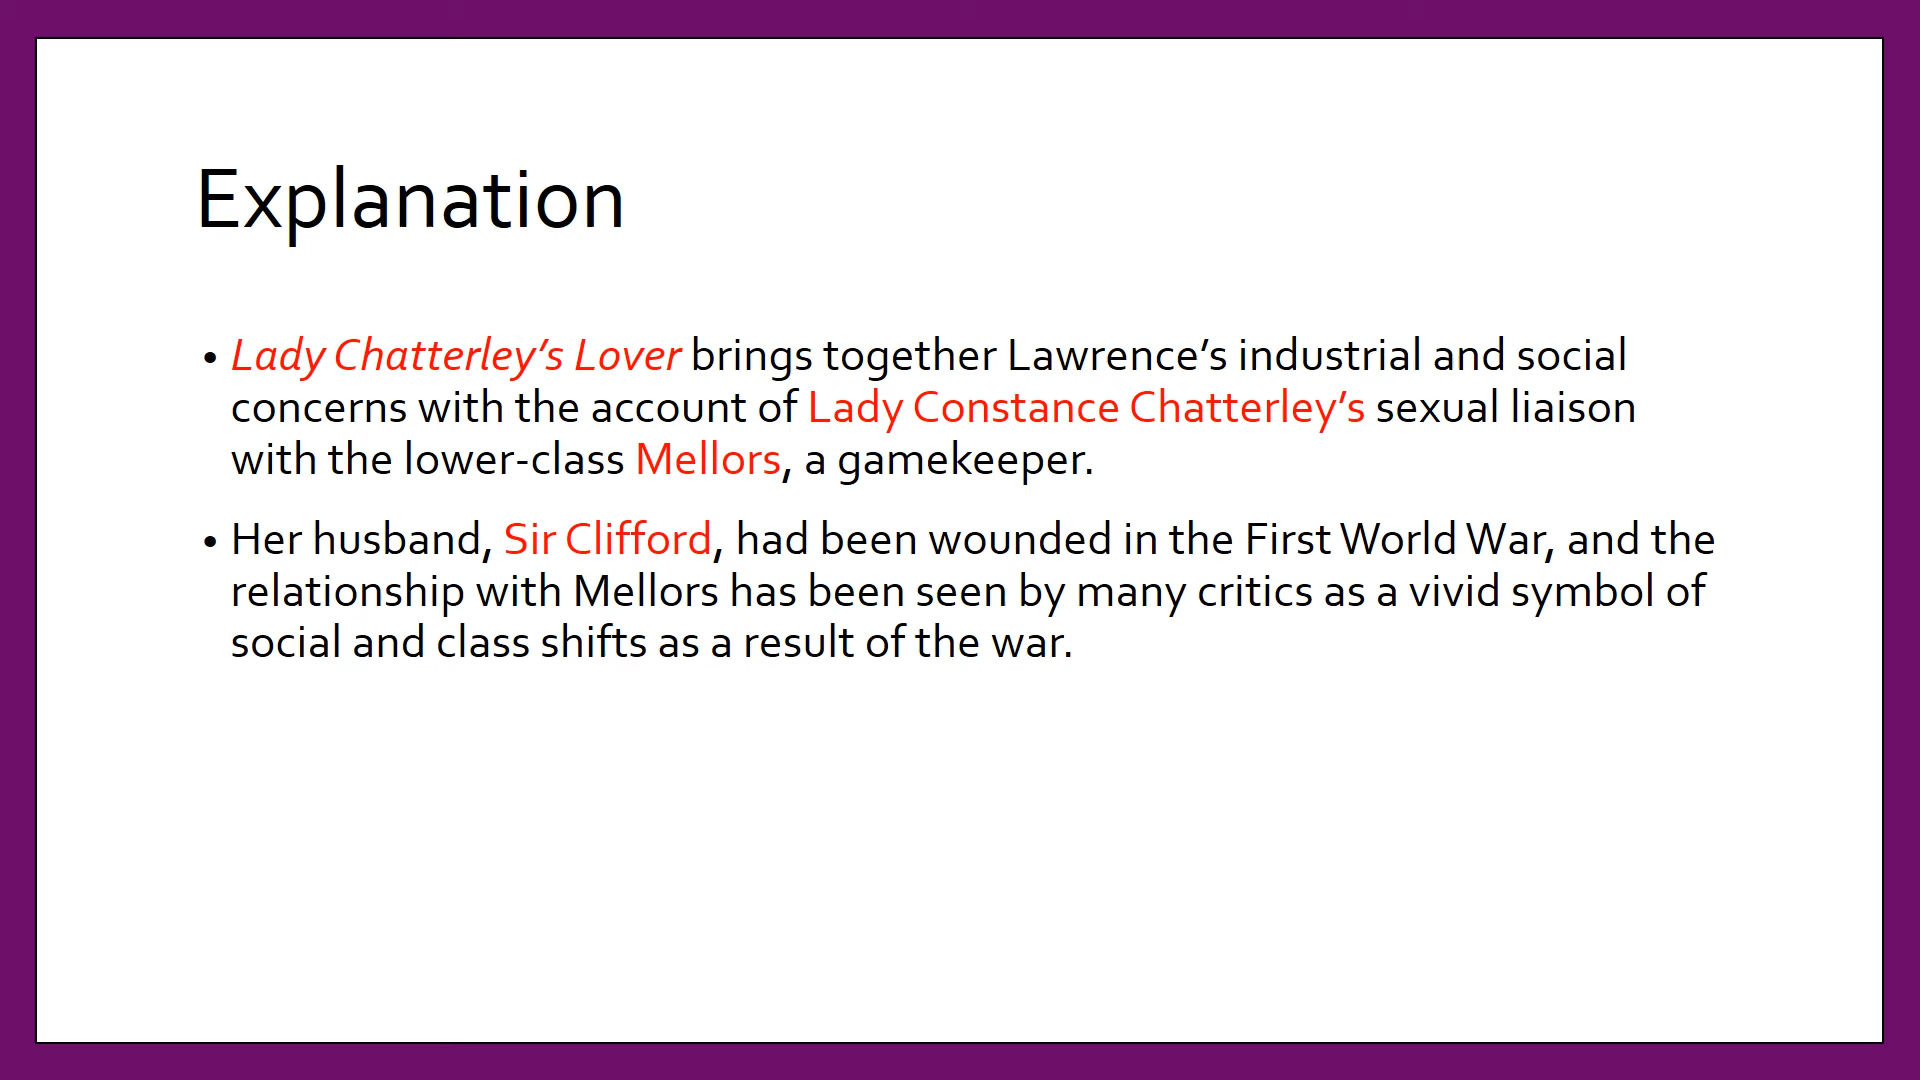 Explanation
• Lady Chatterley’s Lover brings together Lawrence’s industrial and social
concerns with the account of Lady Constance Chatterley’s sexual liaison
with the lower-class Mellors, a gamekeeper.
• Her husband, Sir Clifford, had been wounded in the First World War, and the
relationship with Mellors has been seen by many critics as a vivid symbol of
social and class shifts as a result of the war.